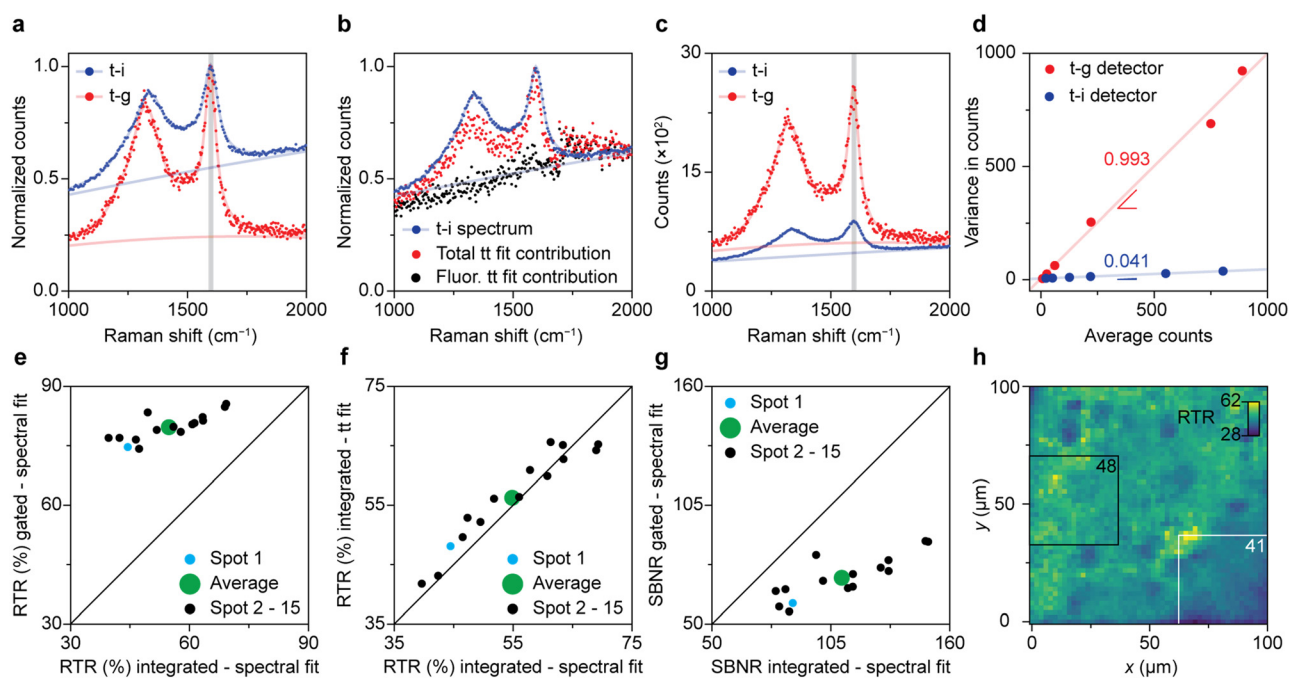 a
Normalized counts
1.0
0.5
0.0
t-i
t-g
1000
1500
2000
Raman shift (cm⁻¹)
b
Normalized counts
1.0
0.5
0.0
t-i spectrum
Total tt fit contribution
Fluor. tt fit contribution
1000
1500
2000
Raman shift (cm⁻¹)
c
Counts (×10²)
30
15
0
t-i
t-g
1000
1500
2000
Raman shift (cm⁻¹)
d
Variance in counts
1000
500
0
t-g detector
t-i detector
0.993
0.041
0
500
1000
Average counts
e
RTR (%) gated - spectral fit
90
60
30
Spot 1
Average
Spot 2 - 15
30
60
90
RTR (%) integrated - spectral fit
f
RTR (%) integrated - tt fit
75
55
35
Spot 1
Average
Spot 2 - 15
35
55
75
RTR (%) integrated - spectral fit
g
SBNR gated - spectral fit
160
105
50
Spot 1
Average
Spot 2 - 15
50
105
160
SBNR integrated - spectral fit
h
y (µm)
100
50
0
RTR
62
28
48
41
0
50
100
x (µm)